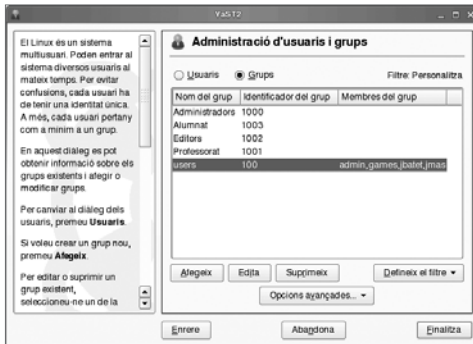 YaST2
El Linux és un sistema
multiusuari. Poden entrar al
sistema diversos usuaris al
mateix temps. Per evitar
confusions, cada usuari ha
de tenir una identitat única.
A més, cada usuari pertany
com a mínim a un grup.
En aquest diàleg es pot
obtenir informació sobre els
grups existents i afegir o
modificar grups.
Per canviar al diàleg dels
usuaris, premeu Usuaris.
Si voleu crear un grup nou,
premeu Afegeix.
Per editar o suprimir un
grup existent,
seleccioneu-ne un de la
Administració d'usuaris i grups
Usuaris Grups Filtre: Personalitza
Nom del grup Identificador del grup Membres del grup
Administradors 1000
Alumnat 1003
Editors 1002
Professorat 1001
users 100 admin,games,jbatet,jmas
Afegeix Edita Suprimeix Defineix el filtre
Opcions avançades...
Enrere Abandona Finalitza